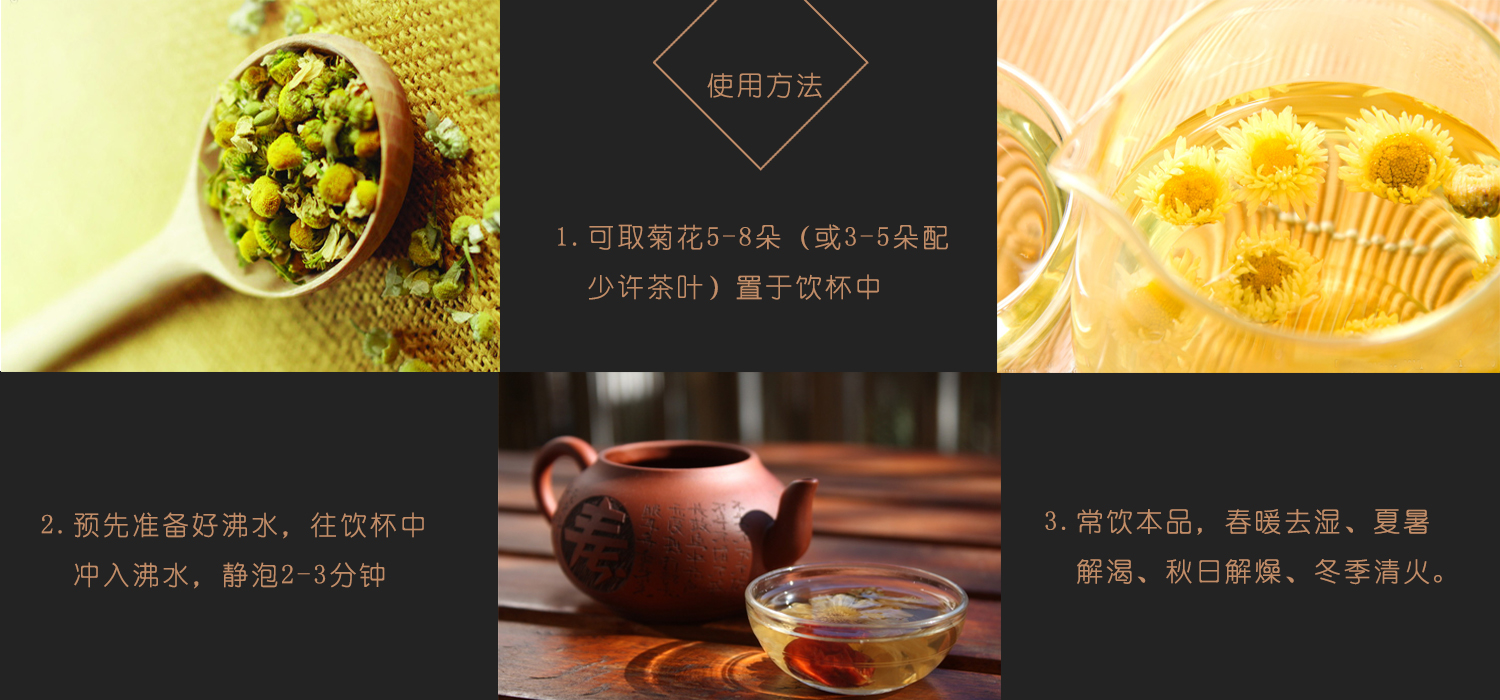 使用方法
1.可取菊花5-8朵（或3-5朵配
少许茶叶）置于饮杯中
2.预先准备好沸水，往饮杯中
冲入沸水，静泡2-3分钟
3.常饮本品，春暖去湿、夏暑
解渴、秋日解燥、冬季清火。